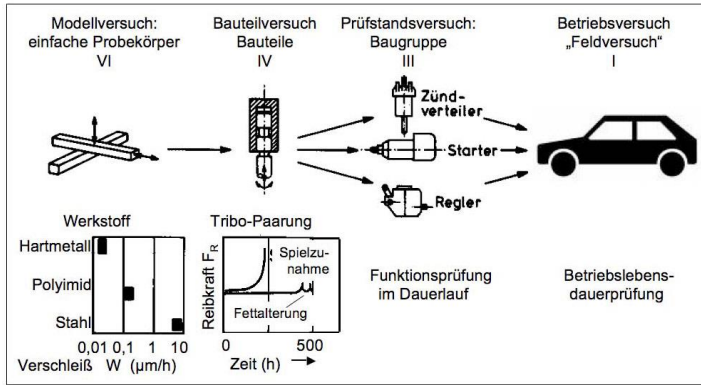 Modellversuch:
einfache Probekörper
VI
Bauteilversuch
Bauteile
IV
Prüfstandsversuch:
Baugruppe
III
Betriebsversuch
„Feldversuch“
I
Zünd-
verteiler
Starter
Regler
Werkstoff
Hartmetall
Polyimid
Stahl
0,01 0,1 1 10
Verschleiß W (µm/h)
Tribo-Paarung
Reibkraft FR
Spielzu-
nahme
Fettalterung
0 500
Zeit (h)
Funktionsprüfung
im Dauerlauf
Betriebslebens-
dauerprüfung